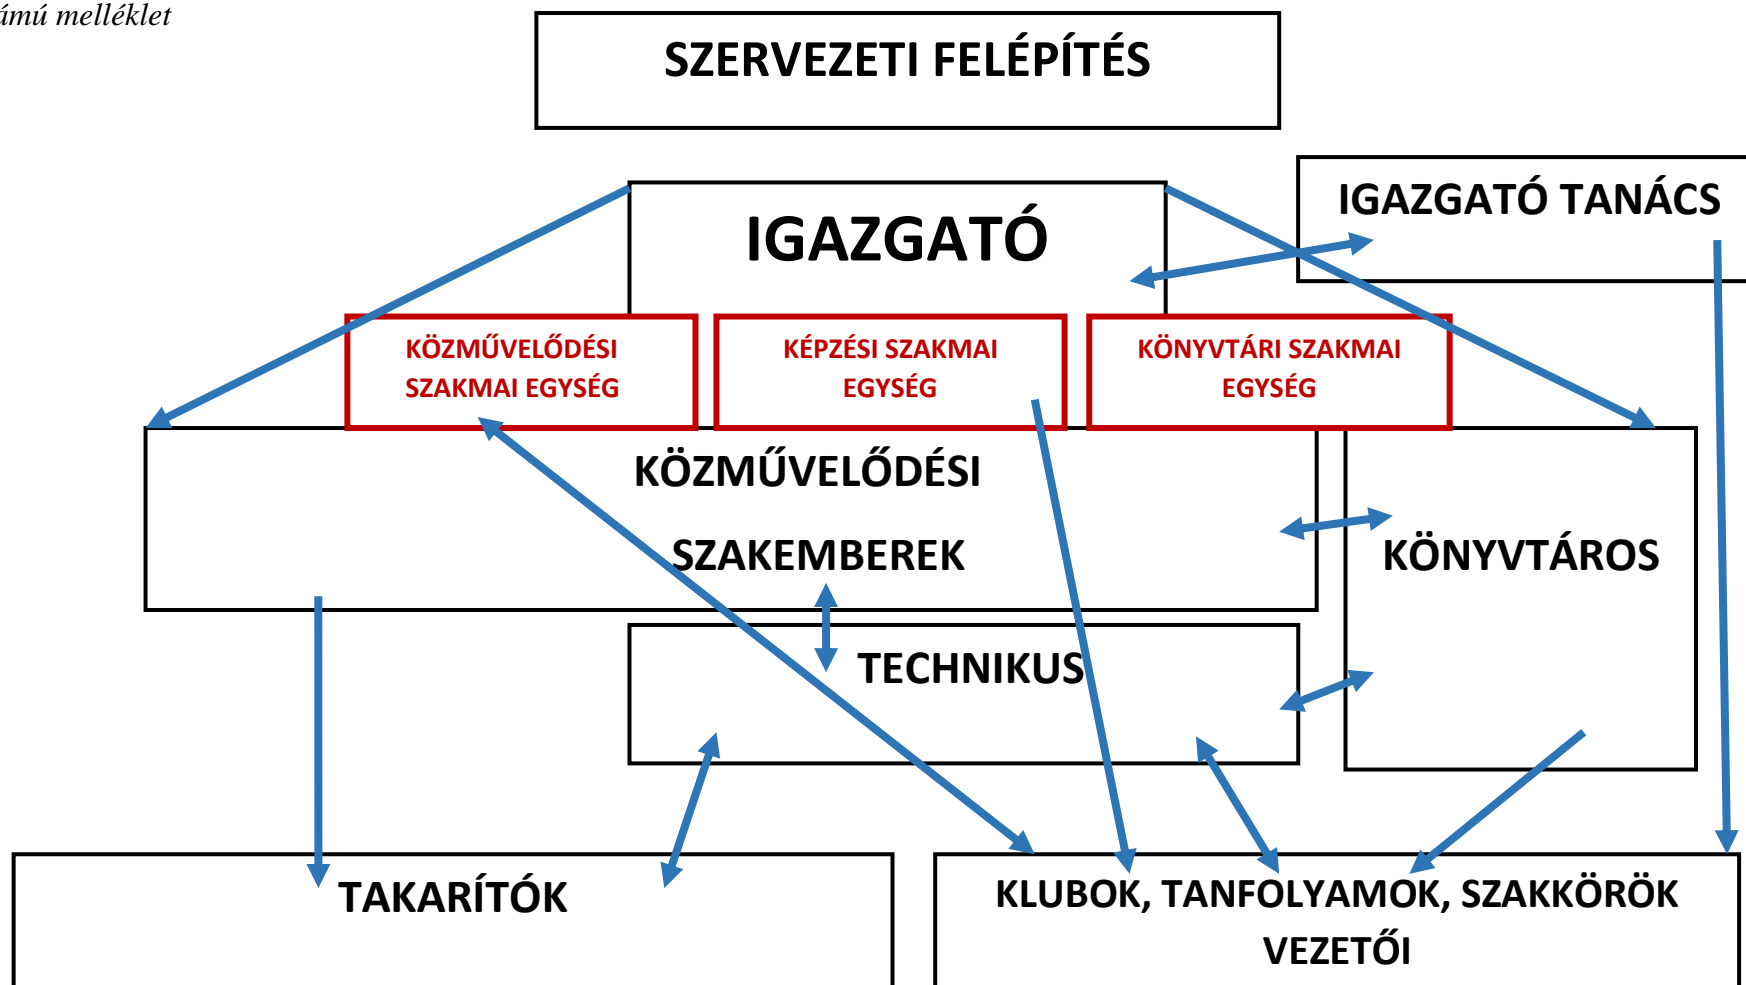 melléklet
SZERVEZETI FELÉPÍTÉS
IGAZGATÓ TANÁCS
IGAZGATÓ
KÖZMŰVELŐDÉSI
SZAKMAI EGYSÉG
KÉPZÉSI SZAKMAI
EGYSÉG
KÖNYVTÁRI SZAKMAI
EGYSÉG
KÖZMŰVELŐDÉSI
SZAKEMBEREK
KÖNYVTÁROS
TECHNIKUS
TAKARÍTÓK
KLUBOK, TANFOLYAMOK, SZAKKÖRÖK
VEZETŐI